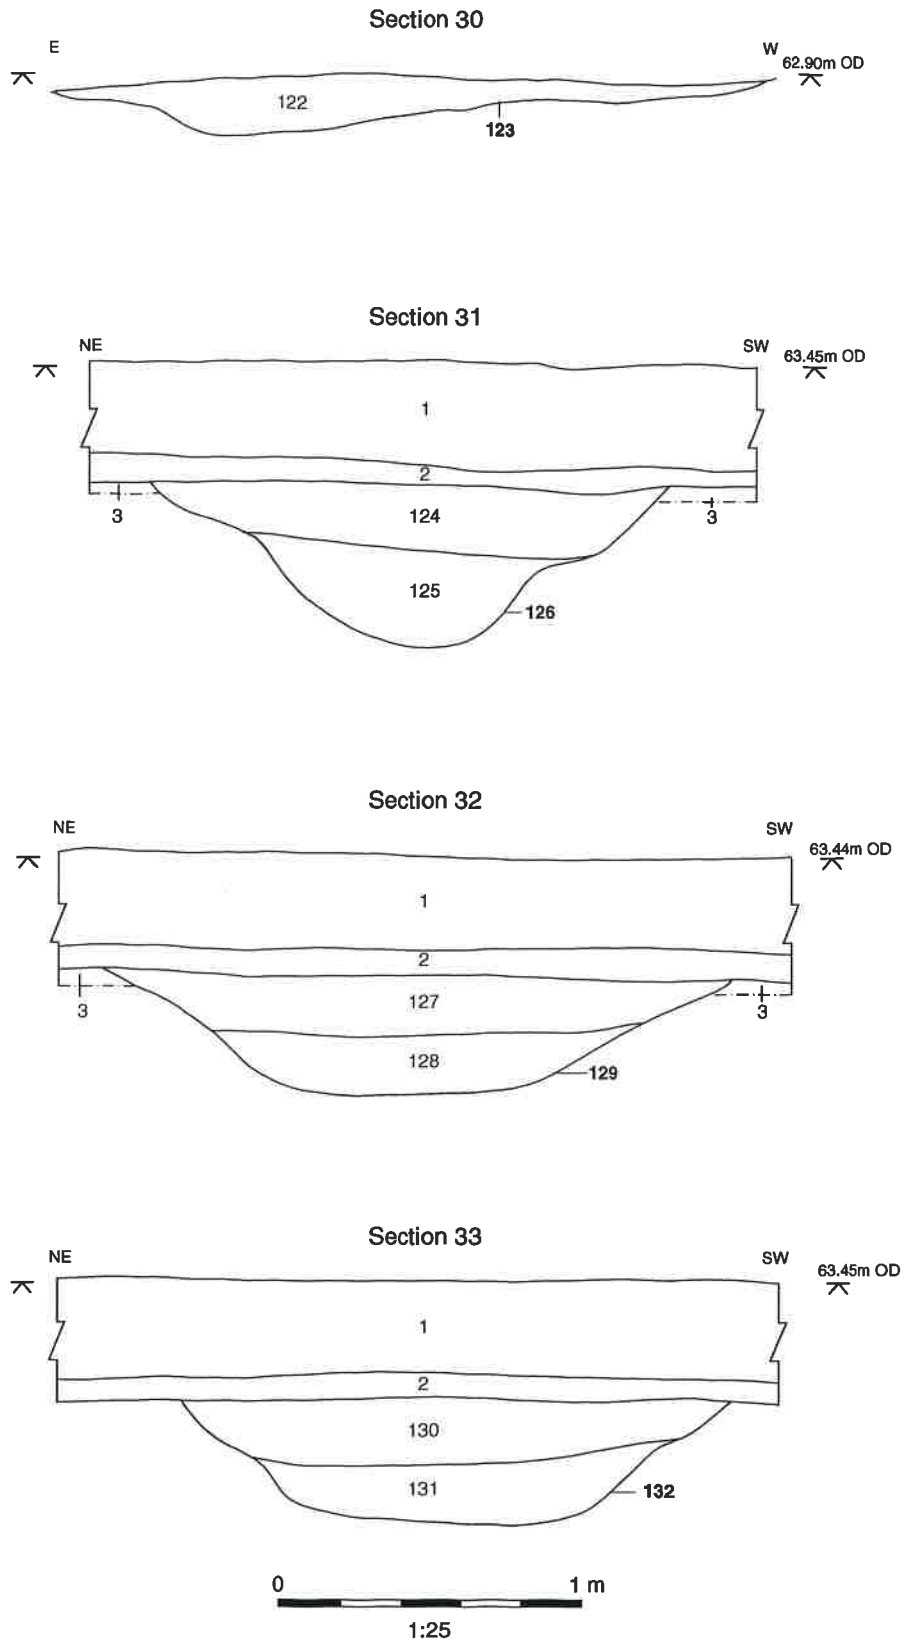 Section 30
E
W
62.90m OD
122
123
Section 31
NE
SW
63.45m OD
1
2
3
124
3
125
126
Section 32
NE
SW
63.44m OD
1
2
3
127
3
128
129
Section 33
NE
SW
63.45m OD
1
2
130
131
132
0
1 m
1:25